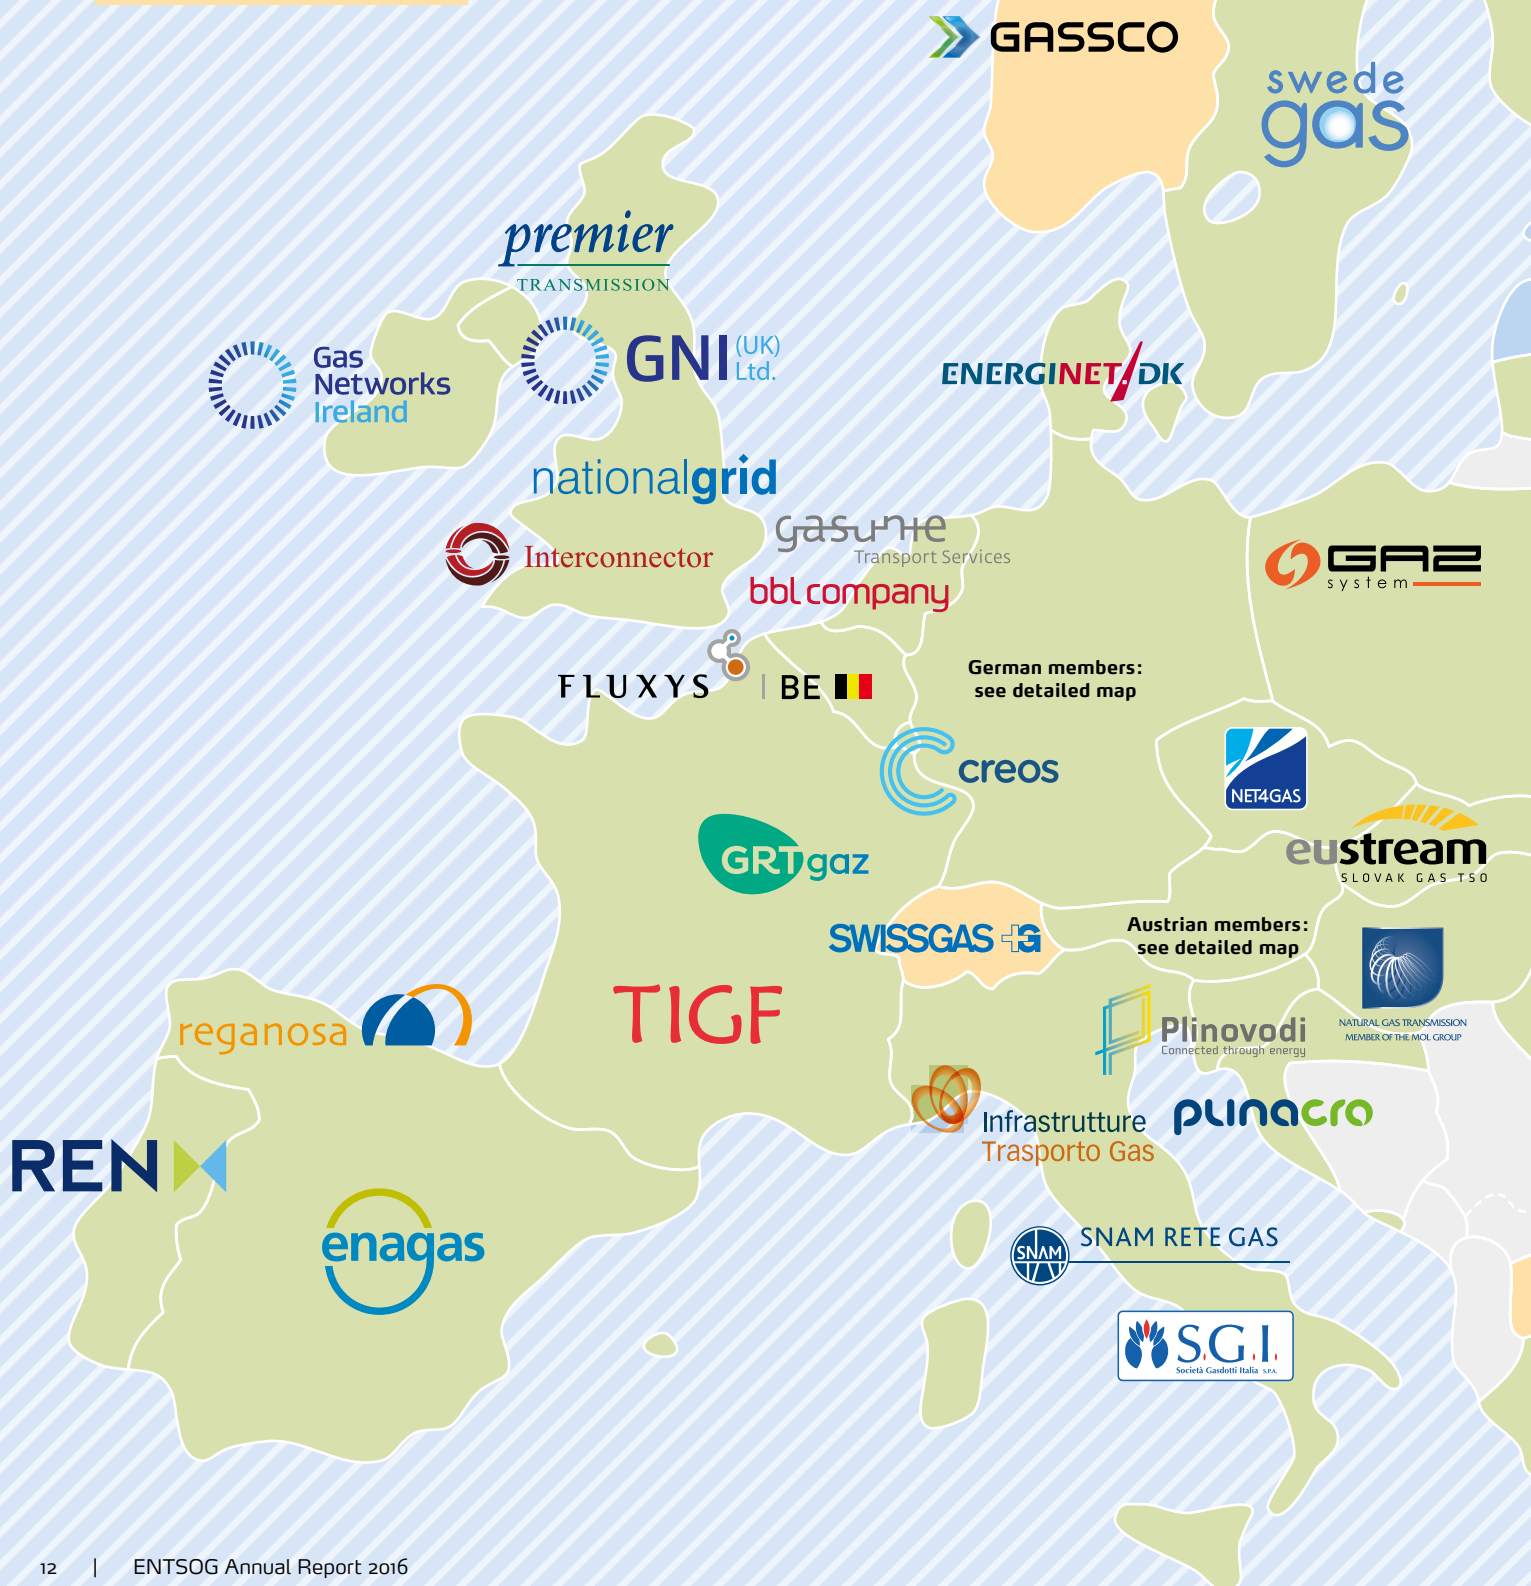 GASSCO
swede
gas
premier
TRANSMISSION
GNI (UK)
Ltd.
Gas
Networks
Ireland
ENERGINET/DK
nationalgrid
gasunie
Transport Services
Interconnector
bbl company
GAZ
system
FLUXYS | BE
German members:
see detailed map
creos
NET4GAS
eustream
SLOVAK GAS TSO
GRTgaz
SWISSGAS G
Austrian members:
see detailed map
NATURAL GAS TRANSMISSION
MEMBER OF THE MOL GROUP
TIGF
reganosa
Plinovodi
Connected through energy
Infrastrutture
Trasporto Gas
plinacro
REN
enagas
SNAM
SNAM RETE GAS
S.G.I.
Società Gasdotti Italia S.P.A.
12 | ENTSOG Annual Report 2016